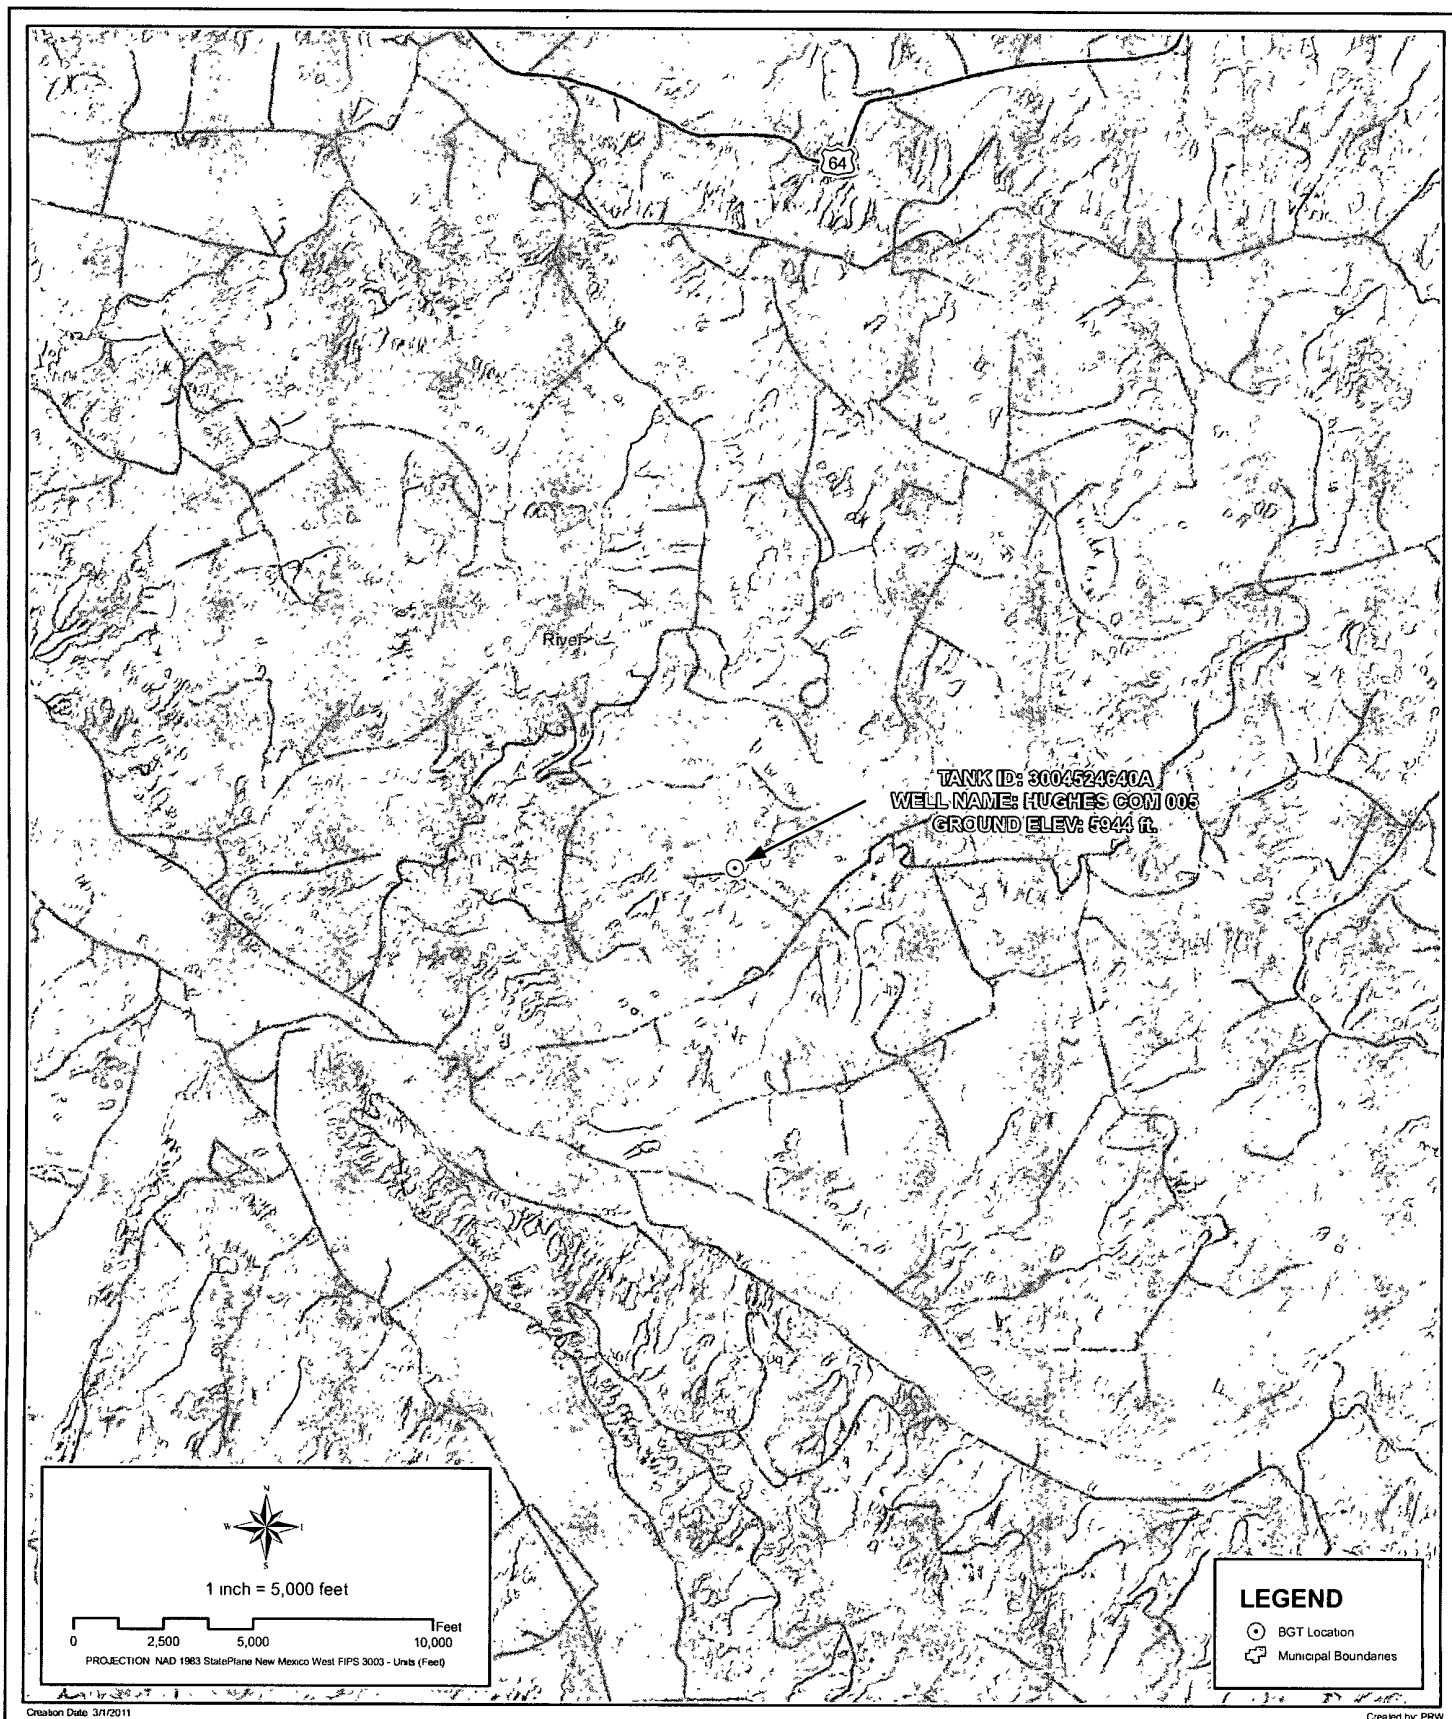 64
River
TANK ID: 3004524640A
WELL NAME: HUGHES COM 005
GROUND ELEV: 5944 ft.
N
W E
S
1 inch = 5,000 feet
Feet
0 2,500 5,000 10,000
PROJECTION NAD 1983 StatePlane New Mexico West FIPS 3003 - Units (Feet)
LEGEND
BGT Location
Municipal Boundaries
Creation Date 3/1/2011
Created by: PRW